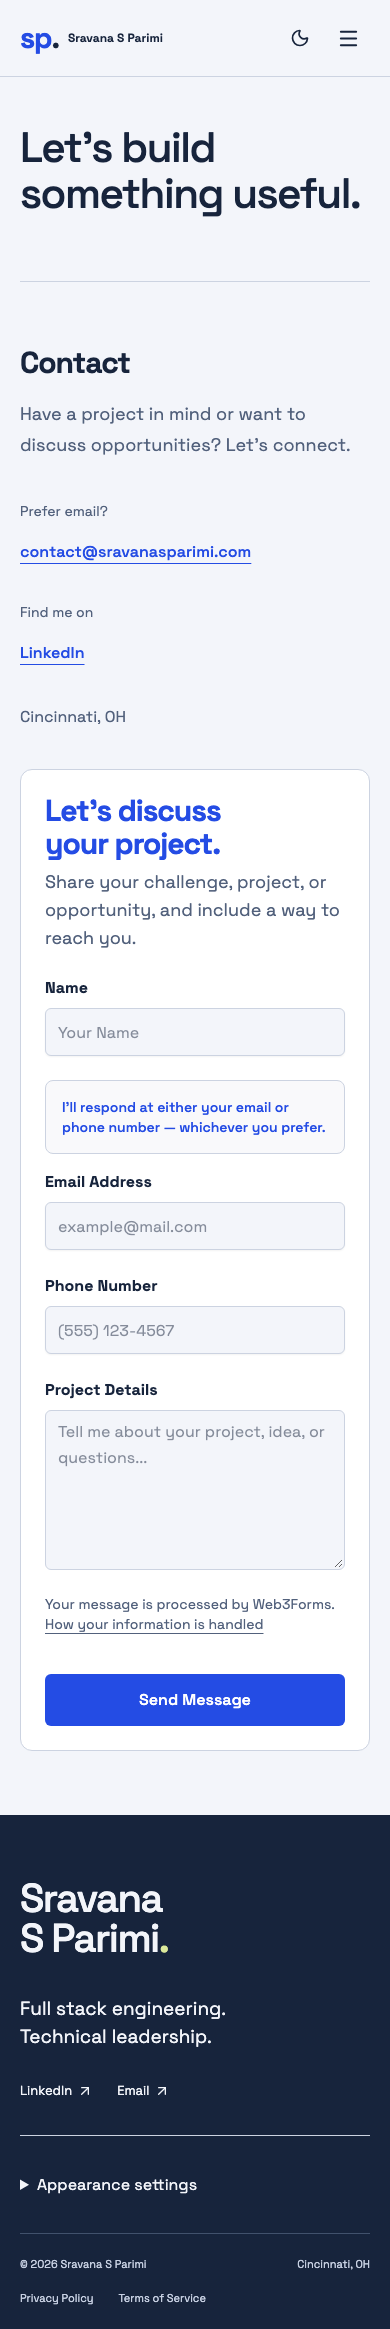 sp. Sravana S Parimi
Let's build
something useful.
Contact
Have a project in mind or want to
discuss opportunities? Let's connect.
Prefer email?
contact@sravanasparimi.com
Find me on
LinkedIn
Cincinnati, OH
Let's discuss
your project.
Share your challenge, project, or
opportunity, and include a way to
reach you.
Name
Your Name
I'll respond at either your email or
phone number — whichever you prefer.
Email Address
example@mail.com
Phone Number
(555) 123-4567
Project Details
Tell me about your project, idea, or
questions...
Your message is processed by Web3Forms.
How your information is handled
Send Message
Sravana
S Parimi.
Full stack engineering.
Technical leadership.
LinkedIn ↗ Email ↗
▶ Appearance settings
© 2026 Sravana S Parimi Cincinnati, OH
Privacy Policy Terms of Service